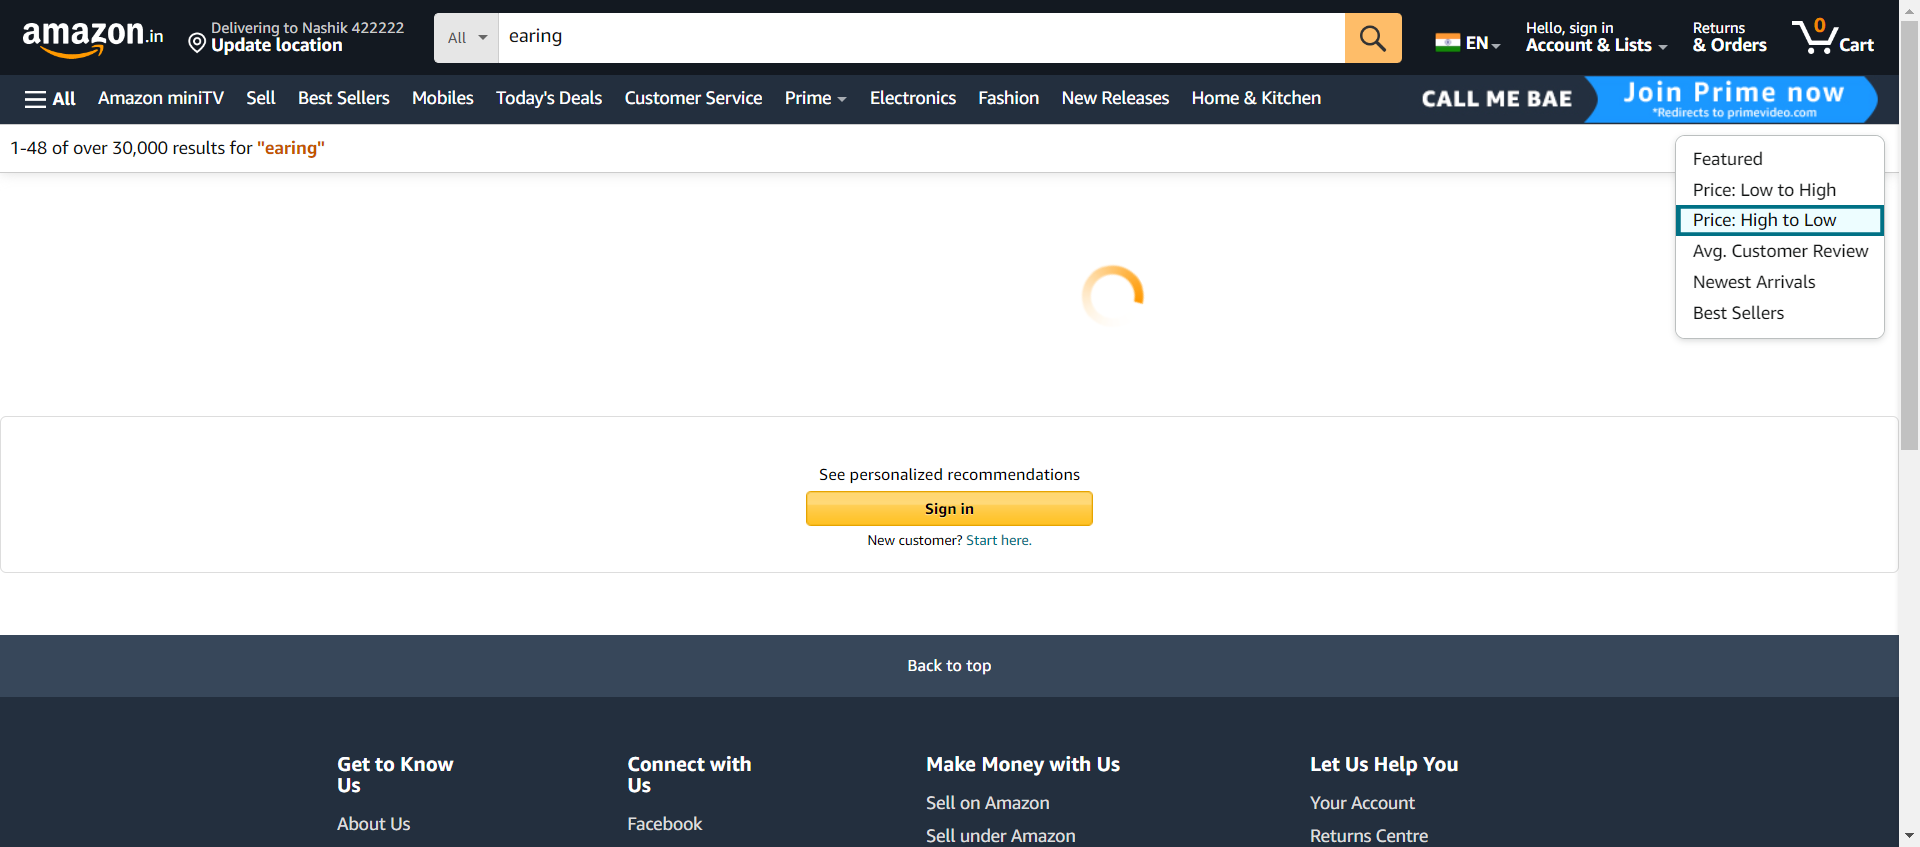 amazon.in
Delivering to Nashik 422222
Update location
All
earing
EN
Hello, sign in
Account & Lists
Returns
& Orders
0
Cart
All
Amazon miniTV
Sell
Best Sellers
Mobiles
Today's Deals
Customer Service
Prime
Electronics
Fashion
New Releases
Home & Kitchen
CALL ME BAE
Join Prime now
*Redirects to primevideo.com
1-48 of over 30,000 results for "earing"
Featured
Price: Low to High
Price: High to Low
Avg. Customer Review
Newest Arrivals
Best Sellers
See personalized recommendations
Sign in
New customer? Start here.
Back to top
Get to Know
Us
About Us
Connect with
Us
Facebook
Make Money with Us
Sell on Amazon
Sell under Amazon
Let Us Help You
Your Account
Returns Centre